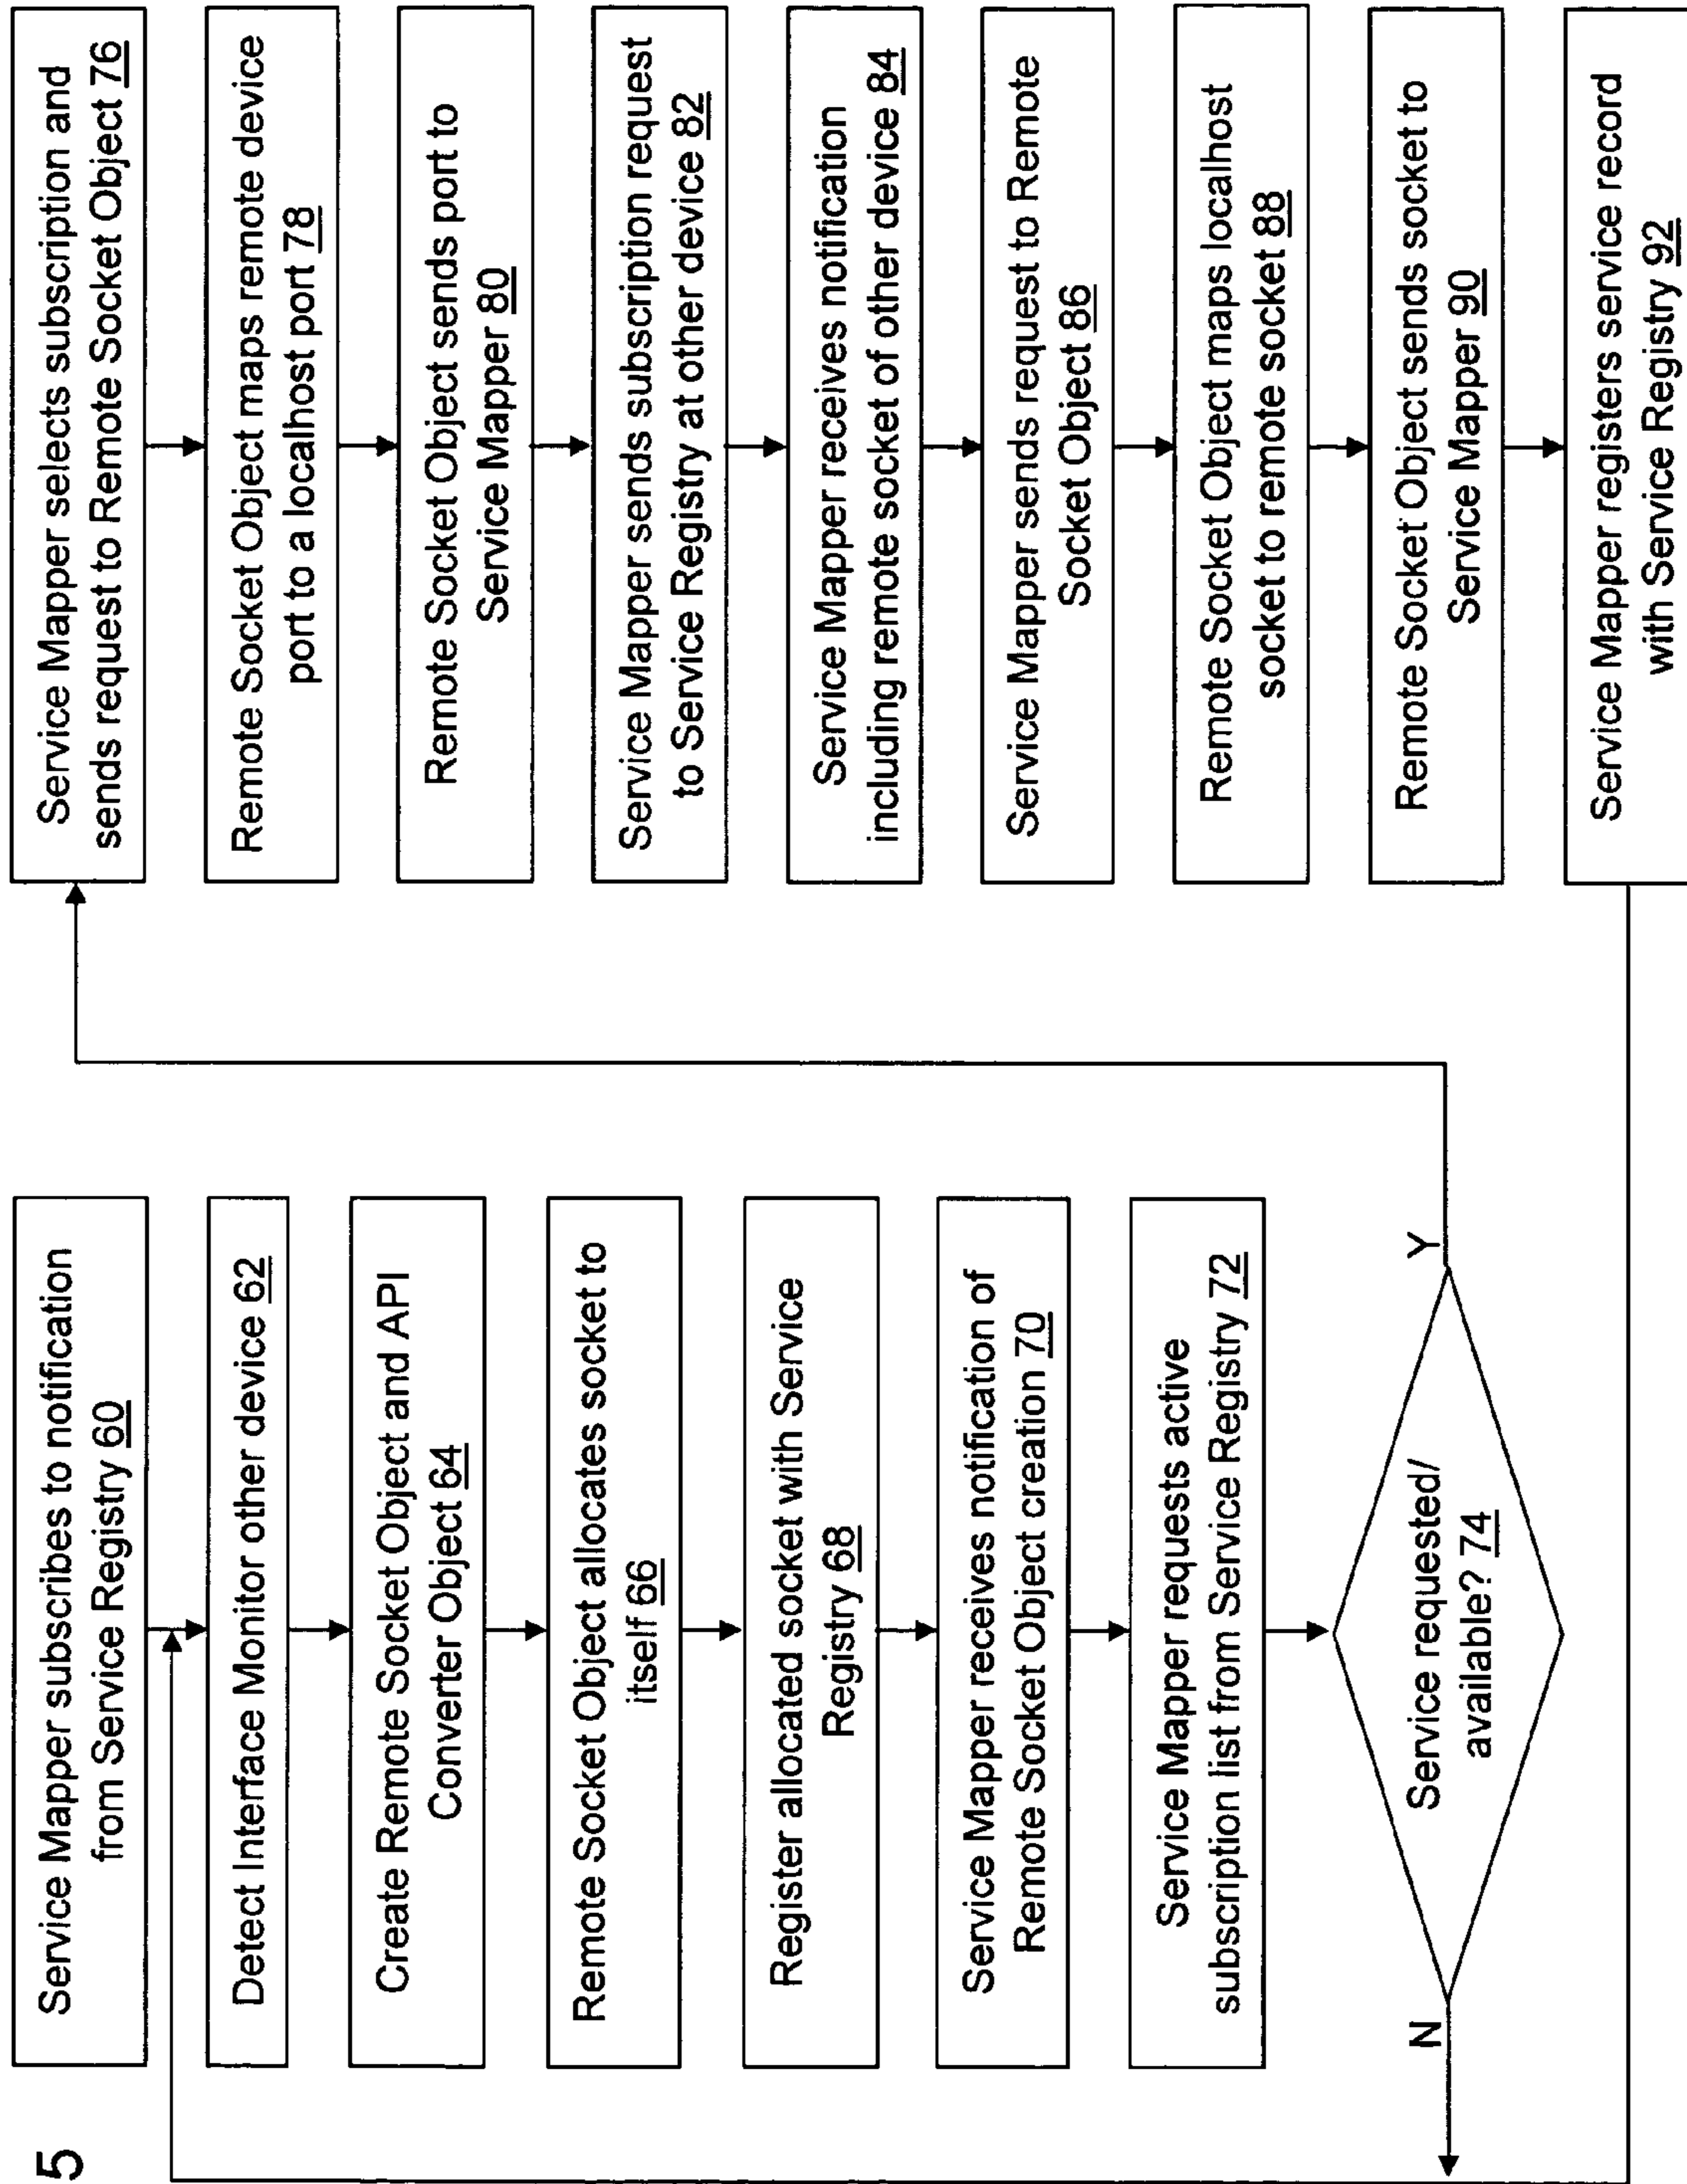 5
Service Mapper subscribes to notification
from Service Registry 60
Detect Interface Monitor other device 62
Create Remote Socket Object and API
Converter Object 64
Remote Socket Object allocates socket to
itself 66
Register allocated socket with Service
Registry 68
Service Mapper receives notification of
Remote Socket Object creation 70
Service Mapper requests active
subscription list from Service Registry 72
Service requested/
available? 74
N
Y
Service Mapper selects subscription and
sends request to Remote Socket Object 76
Remote Socket Object maps remote device
port to a localhost port 78
Remote Socket Object sends port to
Service Mapper 80
Service Mapper sends subscription request
to Service Registry at other device 82
Service Mapper receives notification
including remote socket of other device 84
Service Mapper sends request to Remote
Socket Object 86
Remote Socket Object maps localhost
socket to remote socket 88
Remote Socket Object sends socket to
Service Mapper 90
Service Mapper registers service record
with Service Registry 92